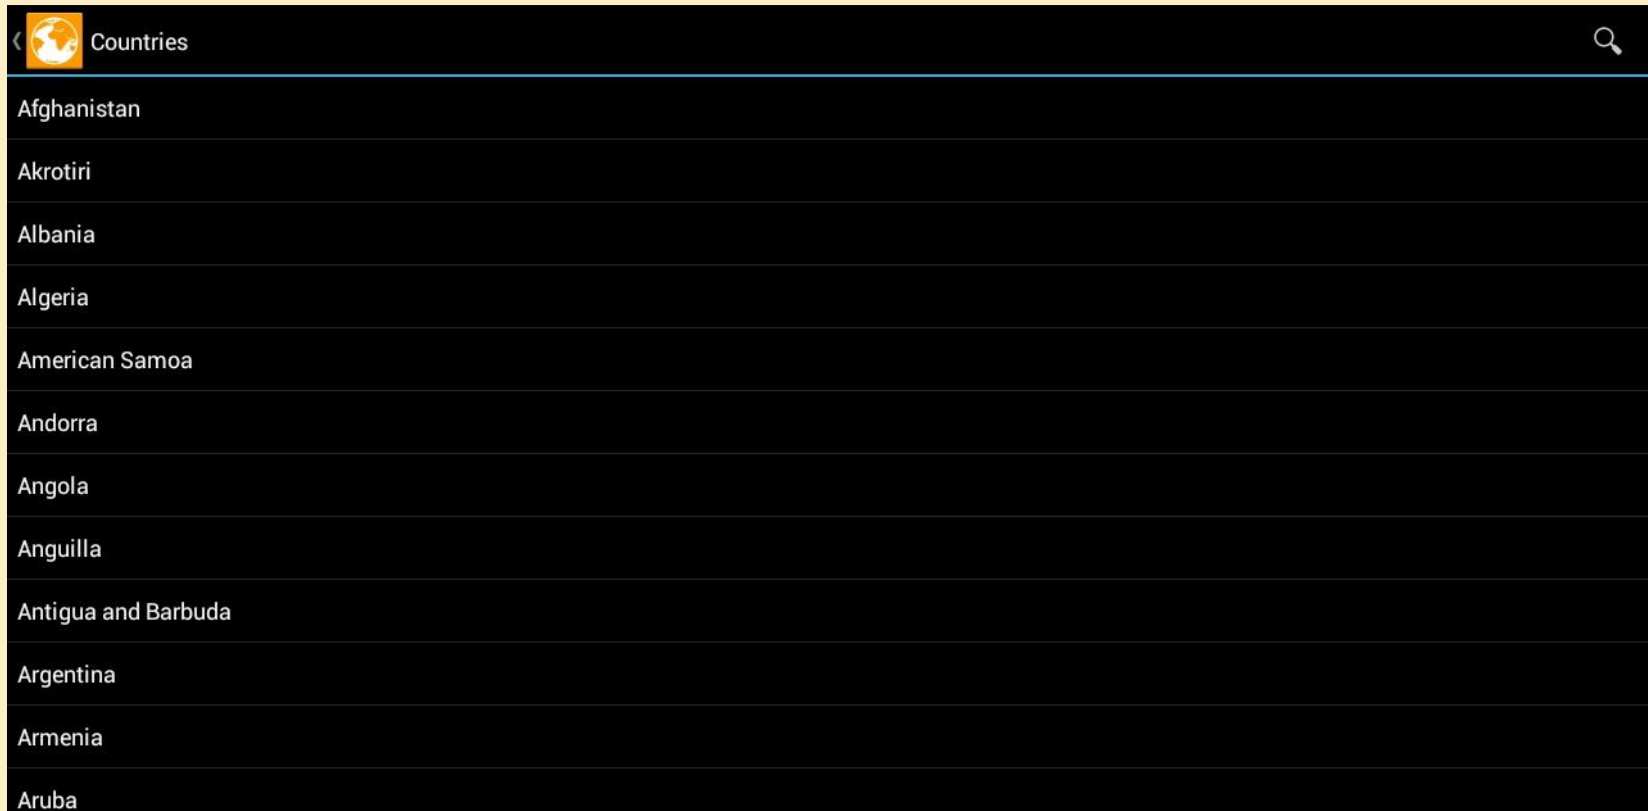 Countries
Afghanistan
Akrotiri
Albania
Algeria
American Samoa
Andorra
Angola
Anguilla
Antigua and Barbuda
Argentina
Armenia
Aruba